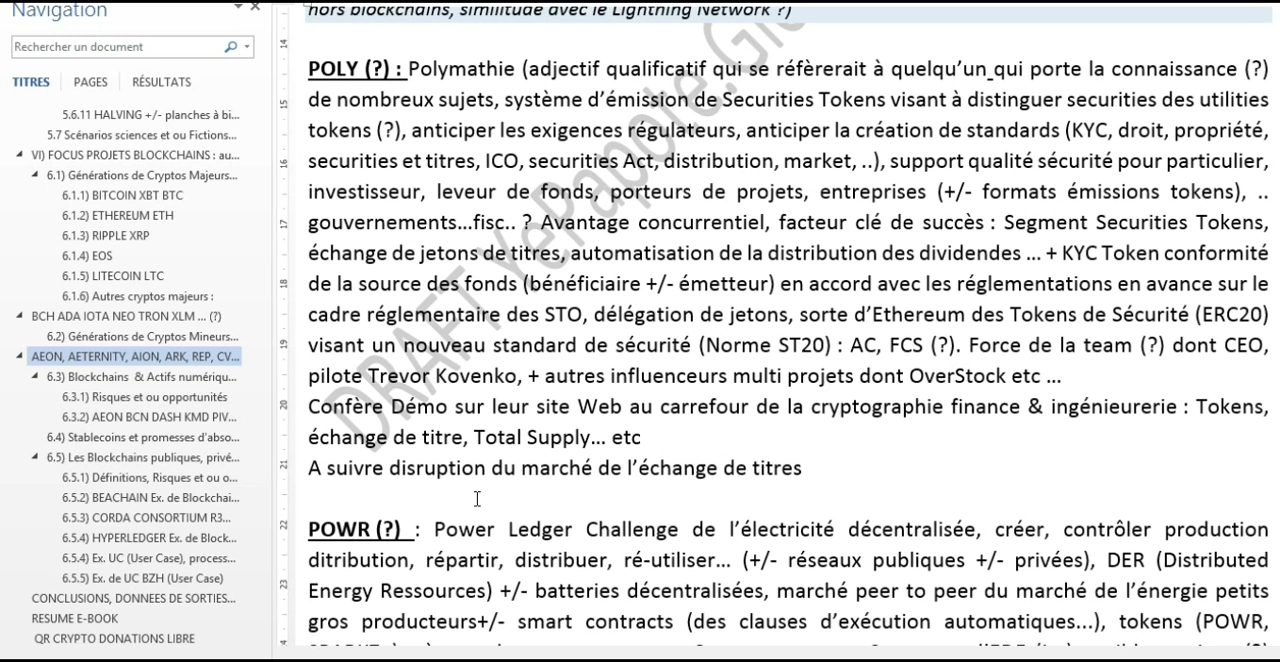 Navigation
Rechercher un document
TITRES PAGES RÉSULTATS
5.6.11 HALVING +/- planches à bi...
5.7 Scénarios sciences et ou Fictions...
VI) FOCUS PROJETS BLOCKCHAINS : au...
6.1) Générations de Cryptos Majeurs...
6.1.1) BITCOIN XBT BTC
6.1.2) ETHEREUM ETH
6.1.3) RIPPLE XRP
6.1.4) EOS
6.1.5) LITECOIN LTC
6.1.6) Autres cryptos majeurs :
BCH ADA IOTA NEO TRON XLM ... (?)
6.2) Générations de Cryptos Mineurs...
AEON, AETERNITY, AION, ARK, REP, CV...
6.3) Blockchains & Actifs numériqu...
6.3.1) Risques et ou opportunités
6.3.2) AEON BCN DASH KMD PIV...
6.4) Stablecoins et promesses d'abso...
6.5) Les Blockchains publiques, privé...
6.5.1) Définitions, Risques et ou o...
6.5.2) BEACHAIN Ex. de Blockchai...
6.5.3) CORDA CONSORTIUM R3...
6.5.4) HYPERLEDGER Ex. de Block...
6.5.4) Ex. UC (User Case), process...
6.5.5) Ex. de UC BZH (User Case)
CONCLUSIONS, DONNEES DE SORTIES...
RESUME E-BOOK
QR CRYPTO DONATIONS LIBRE
hors blockchains, similitude avec le Lightning Network ?)
POLY (?) : Polymathie (adjectif qualificatif qui se réfèrerait à quelqu'un qui porte la connaissance (?)
de nombreux sujets, système d'émission de Securities Tokens visant à distinguer securities des utilities
tokens (?), anticiper les exigences régulateurs, anticiper la création de standards (KYC, droit, propriété,
securities et titres, ICO, securities Act, distribution, market, ..), support qualité sécurité pour particulier,
investisseur, leveur de fonds, porteurs de projets, entreprises (+/- formats émissions tokens), ..
gouvernements...fisc.. ? Avantage concurrentiel, facteur clé de succès : Segment Securities Tokens,
échange de jetons de titres, automatisation de la distribution des dividendes ... + KYC Token conformité
de la source des fonds (bénéficiaire +/- émetteur) en accord avec les réglementations en avance sur le
cadre réglementaire des STO, délégation de jetons, sorte d'Ethereum des Tokens de Sécurité (ERC20)
visant un nouveau standard de sécurité (Norme ST20) : AC, FCS (?). Force de la team (?) dont CEO,
pilote Trevor Kovenko, + autres influenceurs multi projets dont OverStock etc ...
Confère Démo sur leur site Web au carrefour de la cryptographie finance & ingénieurerie : Tokens,
échange de titre, Total Supply... etc
A suivre disruption du marché de l'échange de titres
POWR (?) : Power Ledger Challenge de l'électricité décentralisée, créer, contrôler production
ditribution, répartir, distribuer, ré-utiliser... (+/- réseaux publiques +/- privées), DER (Distributed
Energy Ressources) +/- batteries décentralisées, marché peer to peer du marché de l'énergie petits
gros producteurs+/- smart contracts (des clauses d'exécution automatiques...), tokens (POWR,